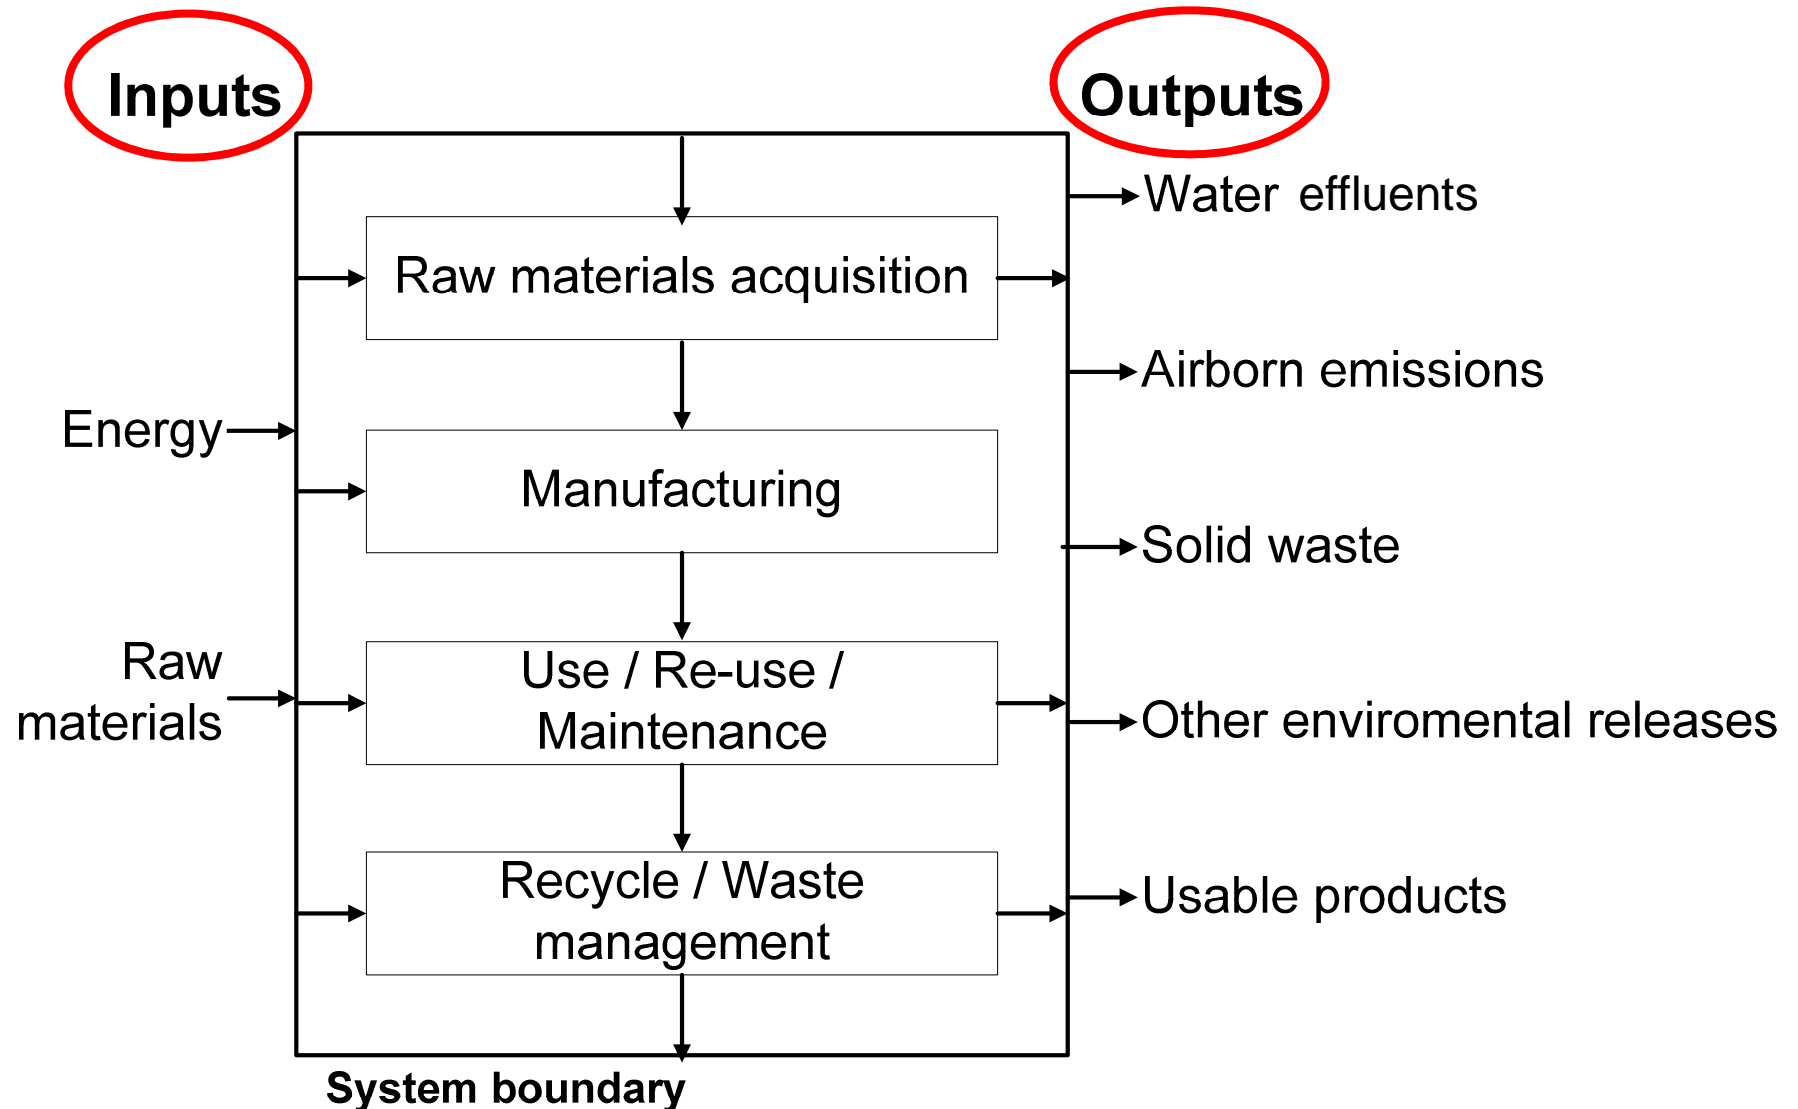 Inputs
Outputs
Water effluents
Raw materials acquisition
Airborn emissions
Energy
Manufacturing
Solid waste
Raw
materials
Use / Re-use /
Maintenance
Other enviromental releases
Recycle / Waste
management
Usable products
System boundary